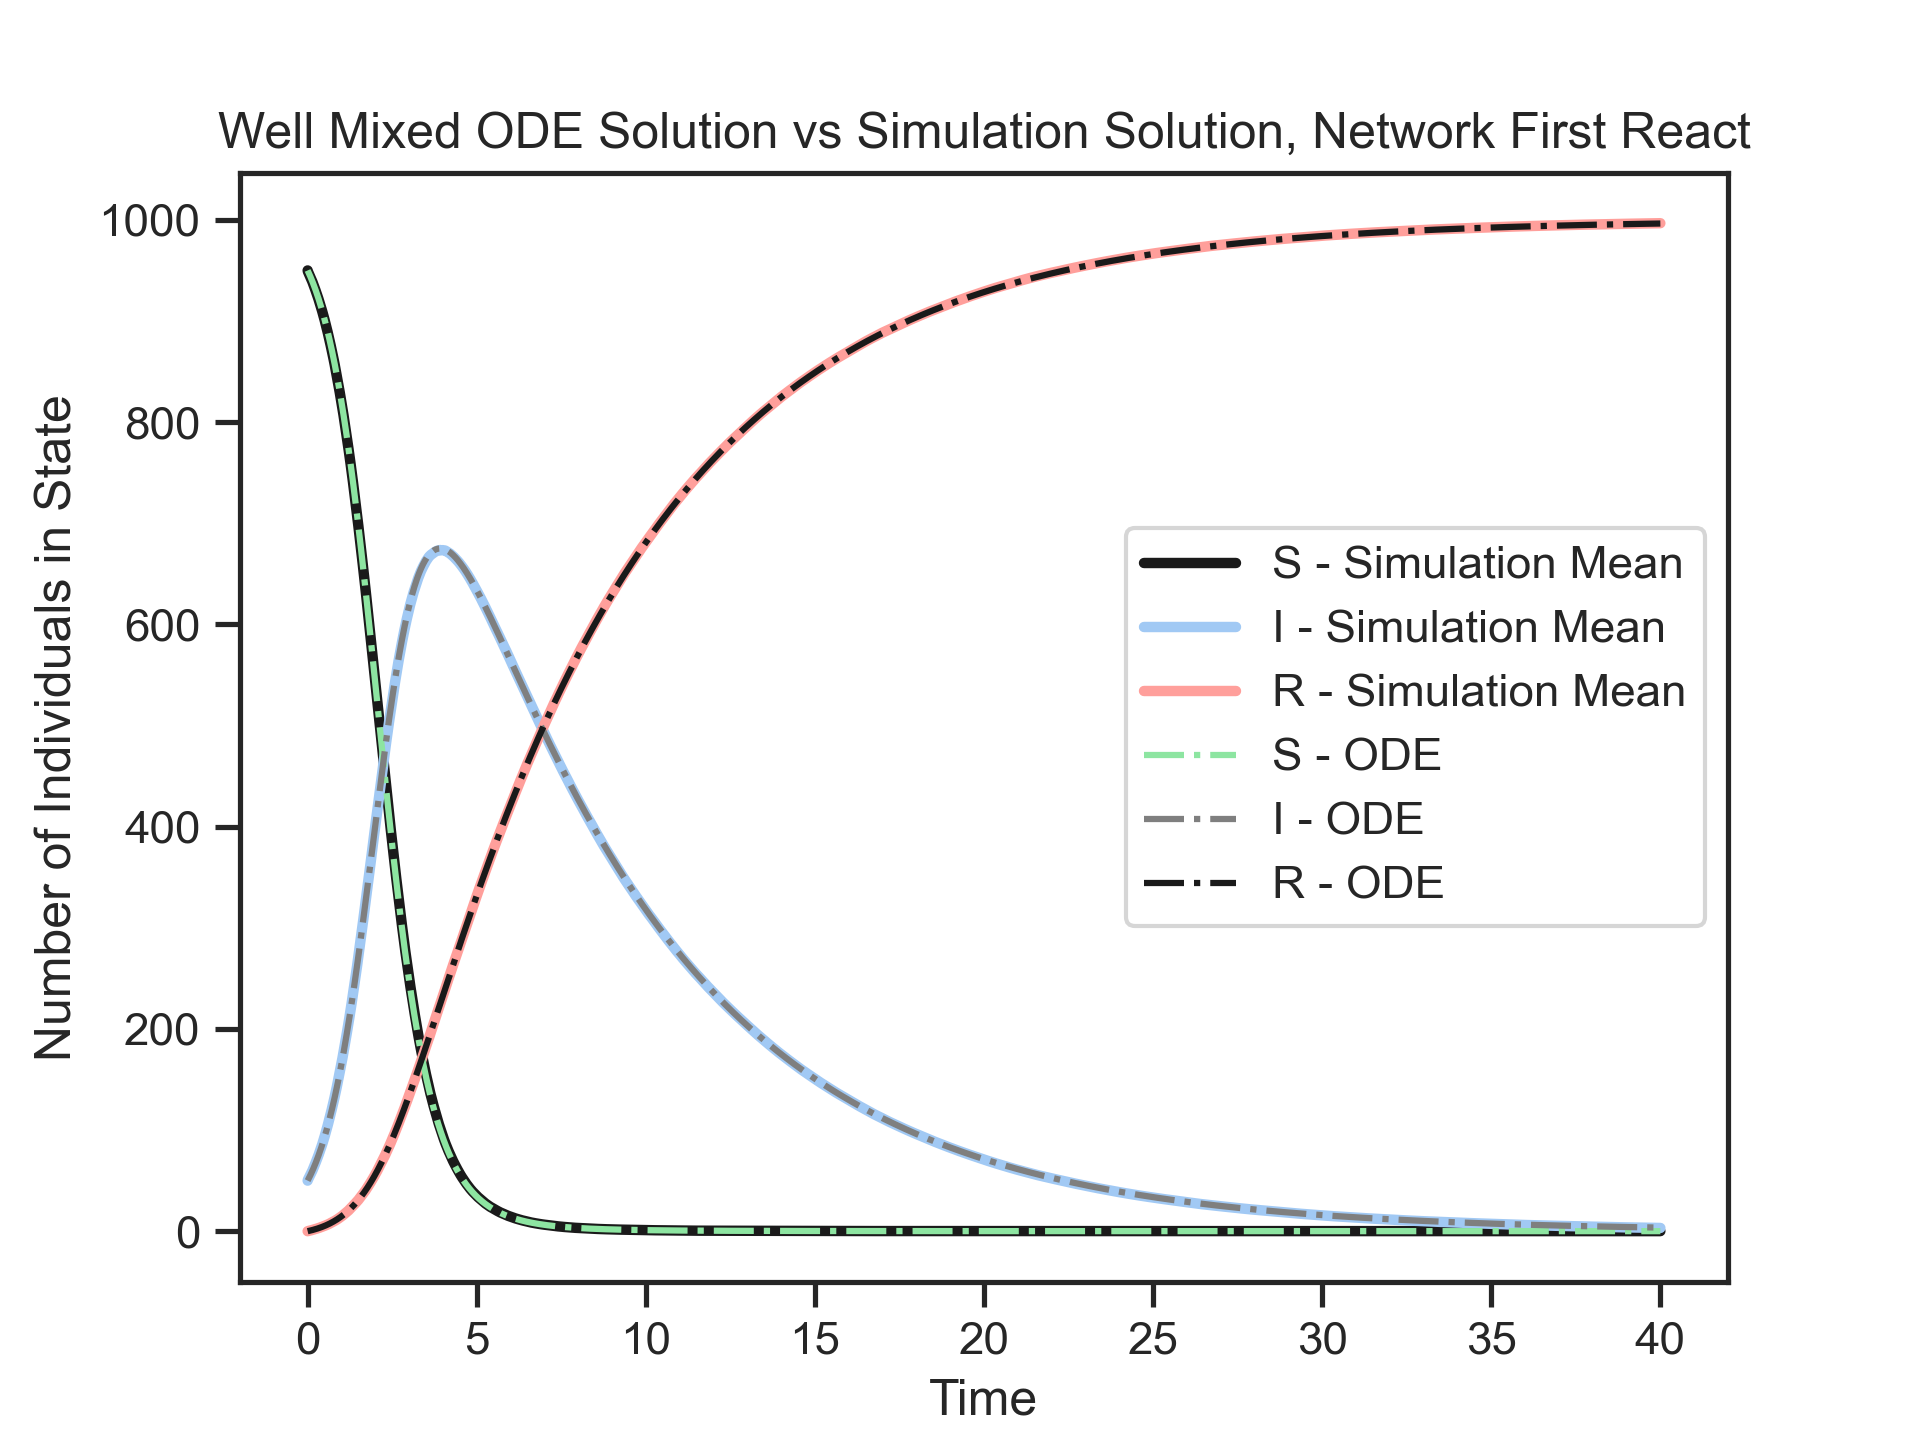 Well Mixed ODE Solution vs Simulation Solution, Network First React
Number of Individuals in State
1000
800
600
400
200
0
S - Simulation Mean
I - Simulation Mean
R - Simulation Mean
S - ODE
I - ODE
R - ODE
0 5 10 15 20 25 30 35 40
Time